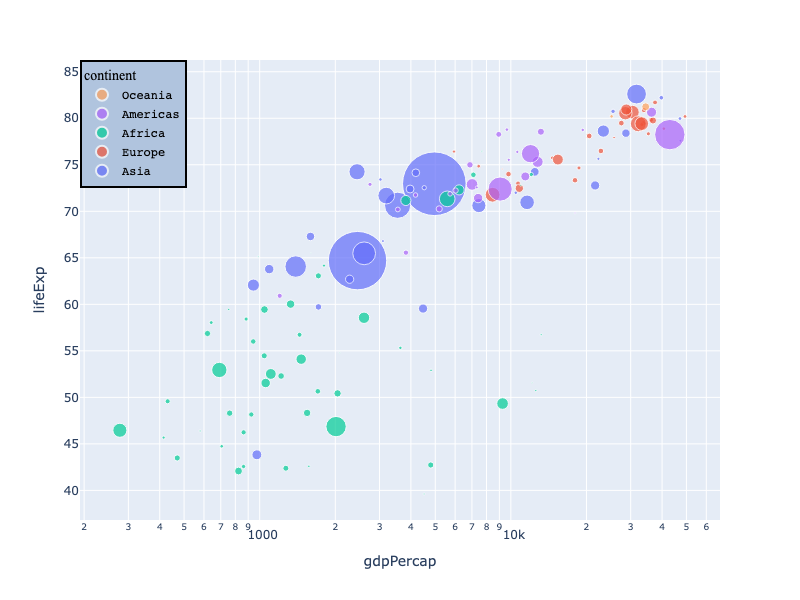 continent
Oceania
Americas
Africa
Europe
Asia
85
80
75
70
65
60
55
50
45
40
lifeExp
2 3 4 5 6 7 8 9 1000 2 3 4 5 6 7 8 9 10k 2 3 4 5 6
gdpPercap